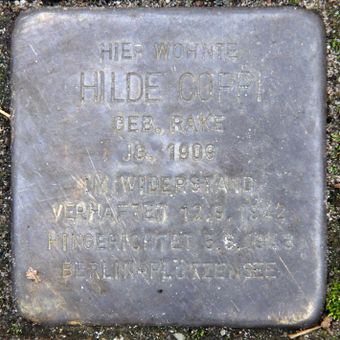 HIER WOHNTE
HILDE COPPI
GEB. RAKE
JG. 1909
IM WIDERSTAND
VERHAFTET 12.9.1942
HINGERICHTET 5.8.1943
BERLIN-PLÖTZENSEE